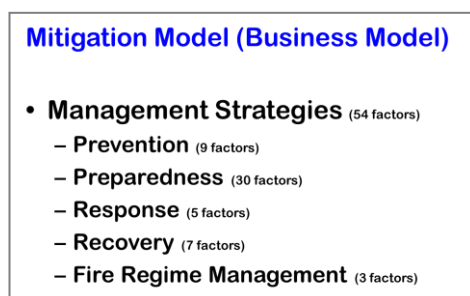 Mitigation Model (Business Model)
• Management Strategies (54 factors)
– Prevention (9 factors)
– Preparedness (30 factors)
– Response (5 factors)
– Recovery (7 factors)
– Fire Regime Management (3 factors)